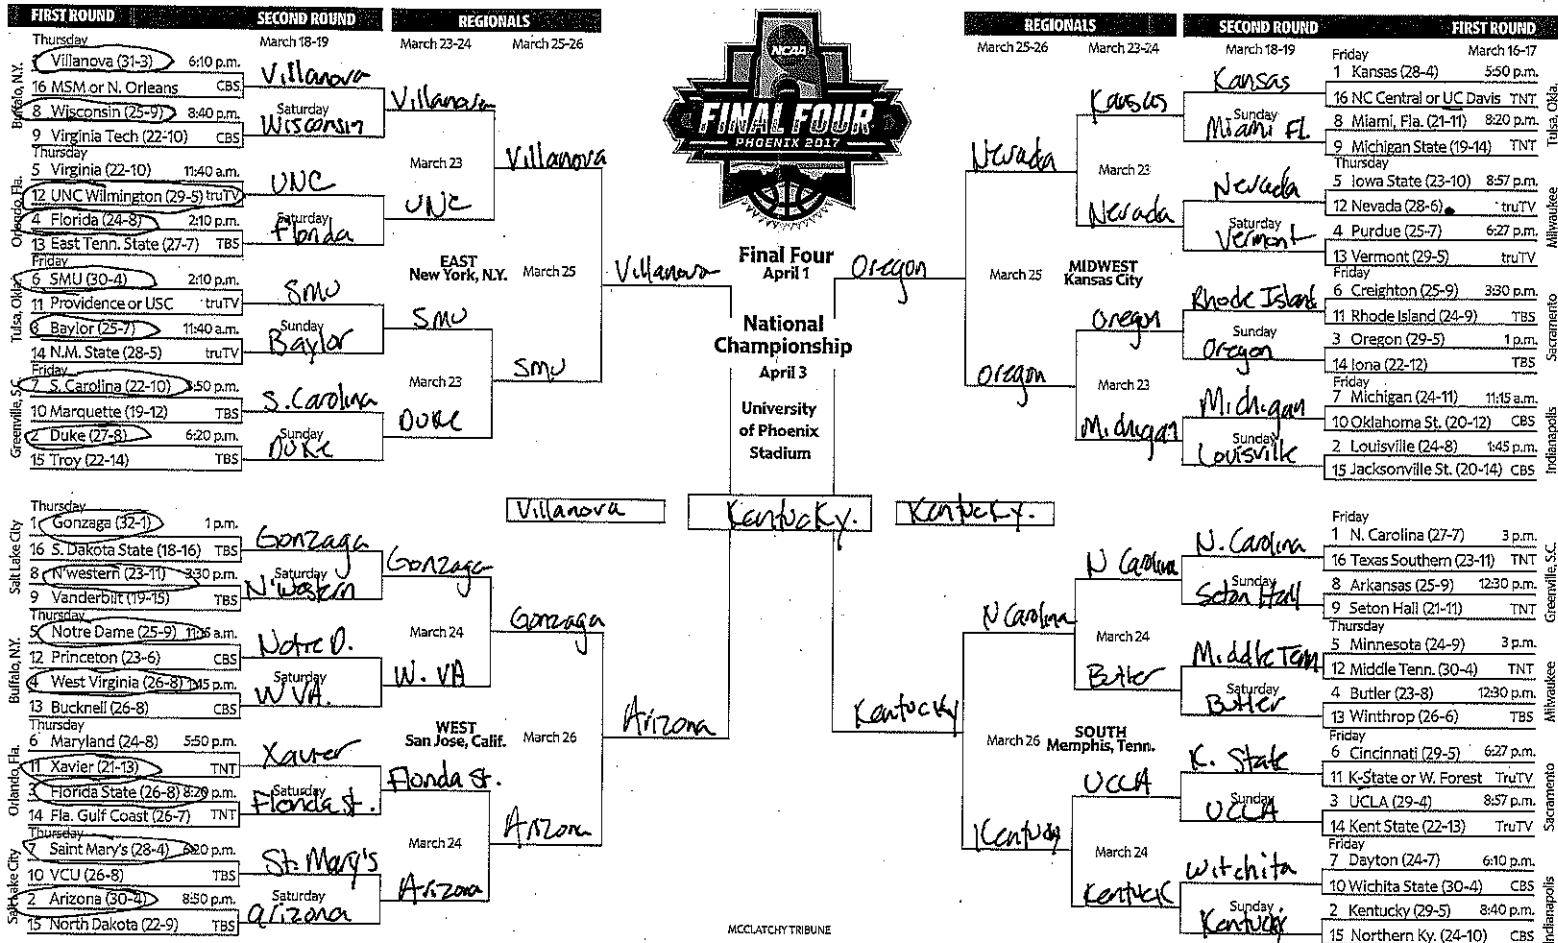 FIRST ROUND
SECOND ROUND
REGIONALS
March 18-19
March 23-24
March 25-26
Buffalo, N.Y.
Thursday
1 Villanova (31-3) 6:10 p.m.
16 MSM or N. Orleans CBS
8 Wisconsin (25-9) 8:40 p.m.
9 Virginia Tech (22-10) CBS
Villanova
Saturday
Wisconsin
Villanova
Orlando, Fla.
Thursday
5 Virginia (22-10) 11:40 a.m.
12 UNC Wilmington (29-5) truTV
4 Florida (24-8) 2:10 p.m.
13 East Tenn. State (27-7) TBS
UNC
Saturday
Florida
UNC
March 23
Villanova
Tulsa, Okla.
Friday
6 SMU (30-4) 2:10 p.m.
11 Providence or USC truTV
3 Baylor (25-7) 11:40 a.m.
14 N.M. State (28-5) truTV
SMU
Sunday
Baylor
SMU
Greenville, S.C.
Friday
7 S. Carolina (22-10) 8:50 p.m.
10 Marquette (19-12) TBS
2 Duke (27-8) 6:20 p.m.
15 Troy (22-14) TBS
S. Carolina
Sunday
DUKE
DUKE
March 23
SMU
EAST
New York, N.Y.
March 25
Villanova
Salt Lake City
Thursday
1 Gonzaga (32-1) 1 p.m.
16 S. Dakota State (18-16) TBS
8 N'western (23-11) 3:30 p.m.
9 Vanderbilt (19-15) TBS
Gonzaga
Saturday
N'western
Gonzaga
Buffalo, N.Y.
Thursday
5 Notre Dame (25-9) 11:15 a.m.
12 Princeton (23-6) CBS
4 West Virginia (26-8) 1:45 p.m.
13 Bucknell (26-8) CBS
Notre D.
Saturday
W VA.
W. VA
March 24
Gonzaga
Orlando, Fla.
Thursday
6 Maryland (24-8) 5:50 p.m.
11 Xavier (21-13) TNT
3 Florida State (26-8) 8:20 p.m.
14 Fla. Gulf Coast (26-7) TNT
Xavier
Saturday
Florida St.
Florida St.
Salt Lake City
Thursday
7 Saint Mary's (28-4) 6:20 p.m.
10 VCU (26-8) TBS
2 Arizona (30-4) 8:50 p.m.
15 North Dakota (22-9) TBS
St. Mary's
Saturday
arizona
Arizona
March 24
Arizona
WEST
San Jose, Calif.
March 26
Arizona
NCAA
FINAL FOUR
PHOENIX 2017
Final Four
April 1
National
Championship
April 3
University
of Phoenix
Stadium
Villanova
Kentucky.
Kentucky.
MCCLATCHY TRIBUNE
REGIONALS
SECOND ROUND
FIRST ROUND
March 25-26
March 23-24
March 18-19
March 16-17
Friday
1 Kansas (28-4) 5:50 p.m.
16 NC Central or UC Davis TNT
8 Miami, Fla. (21-11) 8:20 p.m.
9 Michigan State (19-14) TNT
Tulsa, Okla.
Kansas
Sunday
Miami FL.
Kansas
Thursday
5 Iowa State (23-10) 8:57 p.m.
12 Nevada (28-6) truTV
4 Purdue (25-7) 6:27 p.m.
13 Vermont (29-5) truTV
Milwaukee
Nevada
Saturday
Vermont
Nevada
March 23
Nevada
Friday
6 Creighton (25-9) 3:30 p.m.
11 Rhode Island (24-9) TBS
3 Oregon (29-5) 1 p.m.
14 Iona (22-12) TBS
Sacramento
Rhode Island
Sunday
Oregon
Oregon
Friday
7 Michigan (24-11) 11:15 a.m.
10 Oklahoma St. (20-12) CBS
2 Louisville (24-8) 1:45 p.m.
15 Jacksonville St. (20-14) CBS
Indianapolis
Michigan
Sunday
Louisville
Michigan
March 23
Oregon
MIDWEST
Kansas City
March 25
Oregon
Friday
1 N. Carolina (27-7) 3 p.m.
16 Texas Southern (23-11) TNT
8 Arkansas (25-9) 12:30 p.m.
9 Seton Hall (21-11) TNT
Greenville, S.C.
N. Carolina
Sunday
Seton Hall
N Carolina
Thursday
5 Minnesota (24-9) 3 p.m.
12 Middle Tenn. (30-4) TNT
4 Butler (23-8) 12:30 p.m.
13 Winthrop (26-6) TBS
Milwaukee
Middle Tenn
Saturday
Butler
Butler
March 24
N Carolina
Friday
6 Cincinnati (29-5) 6:27 p.m.
11 K-State or W. Forest TruTV
3 UCLA (29-4) 8:57 p.m.
14 Kent State (22-13) TruTV
Sacramento
K. State
Sunday
UCLA
UCLA
Friday
7 Dayton (24-7) 6:10 p.m.
10 Wichita State (30-4) CBS
2 Kentucky (29-5) 8:40 p.m.
15 Northern Ky. (24-10) CBS
Indianapolis
Witchita
Sunday
Kentucky
Kentuck
March 24
Kentucky
SOUTH
Memphis, Tenn.
March 26
Kentucky